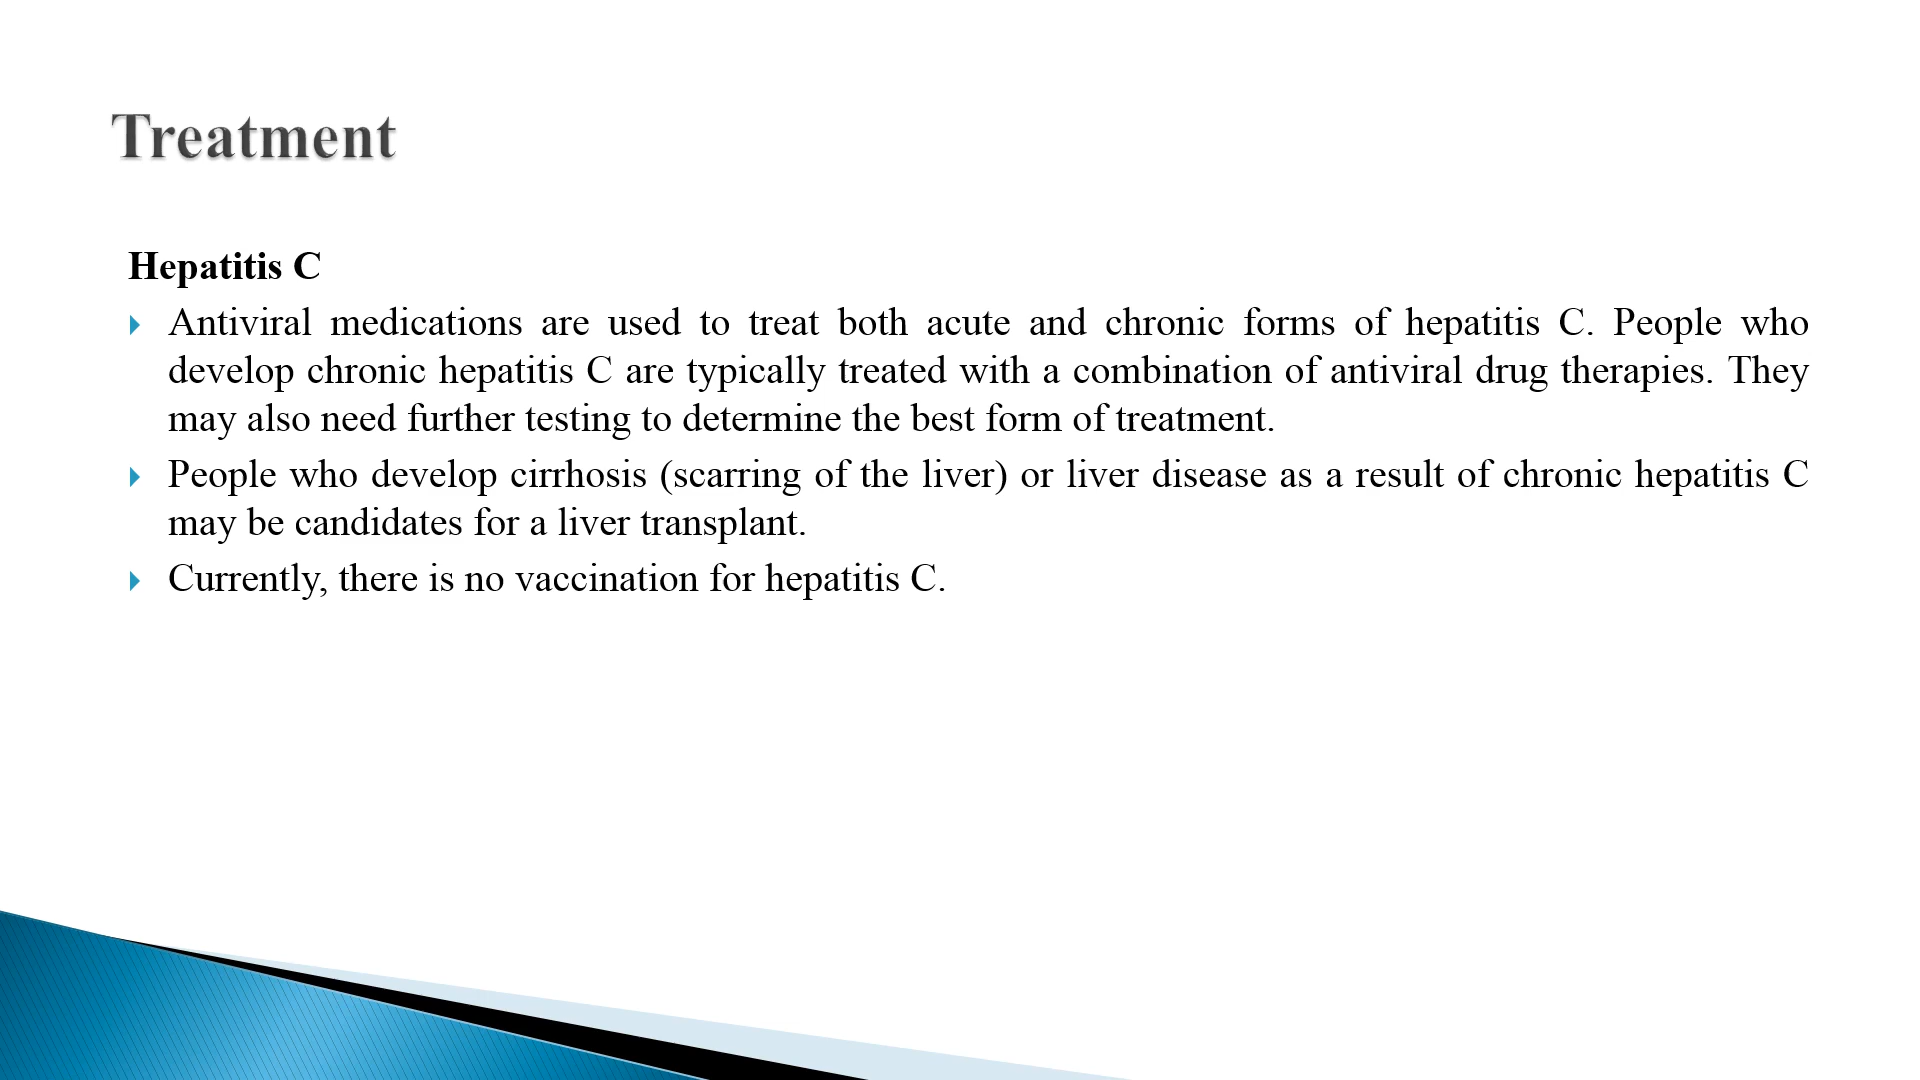 Treatment
Hepatitis C
Antiviral medications are used to treat both acute and chronic forms of hepatitis C. People who
develop chronic hepatitis C are typically treated with a combination of antiviral drug therapies. They
may also need further testing to determine the best form of treatment.
People who develop cirrhosis (scarring of the liver) or liver disease as a result of chronic hepatitis C
may be candidates for a liver transplant.
Currently, there is no vaccination for hepatitis C.